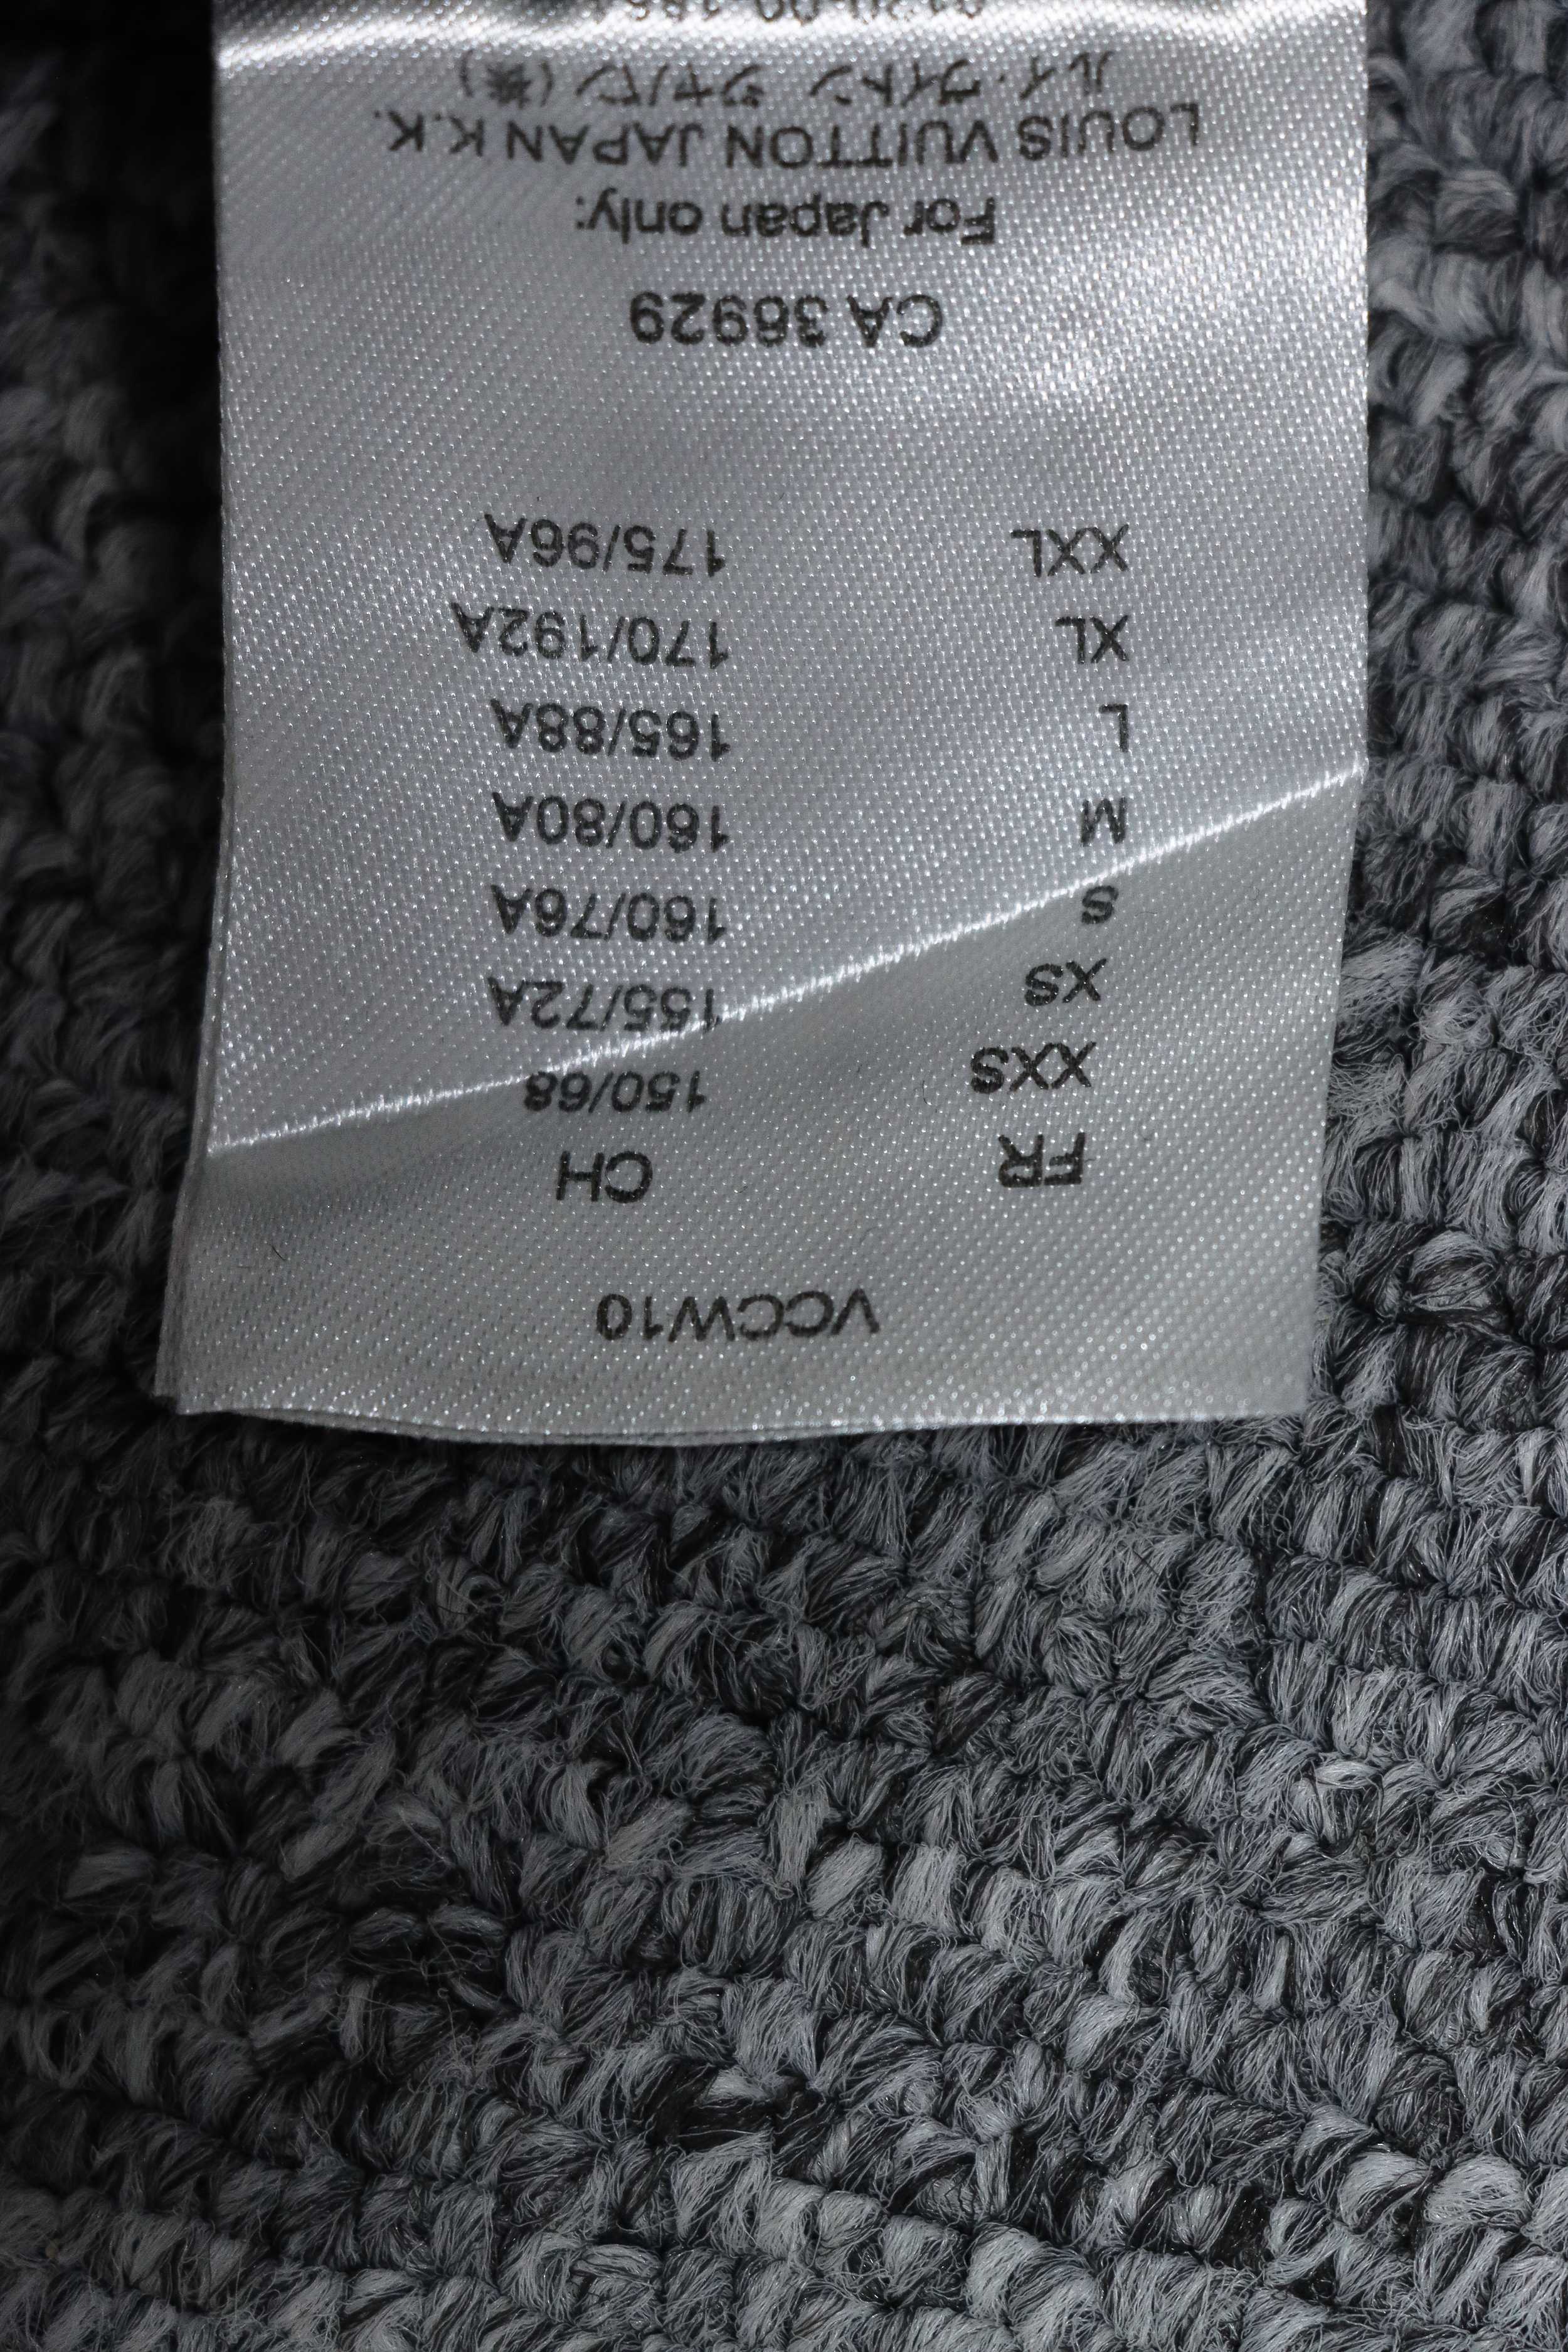 VCCW10
FR CH
XXS 150/68
XS 155/72A
S 160/76A
M 160/80A
L 165/88A
XL 170/192A
XXL 175/96A
CA 36929
For Japan only:
LOUIS VUITTON JAPAN K.K.
ルイ・ヴィトン ジャパン (株)